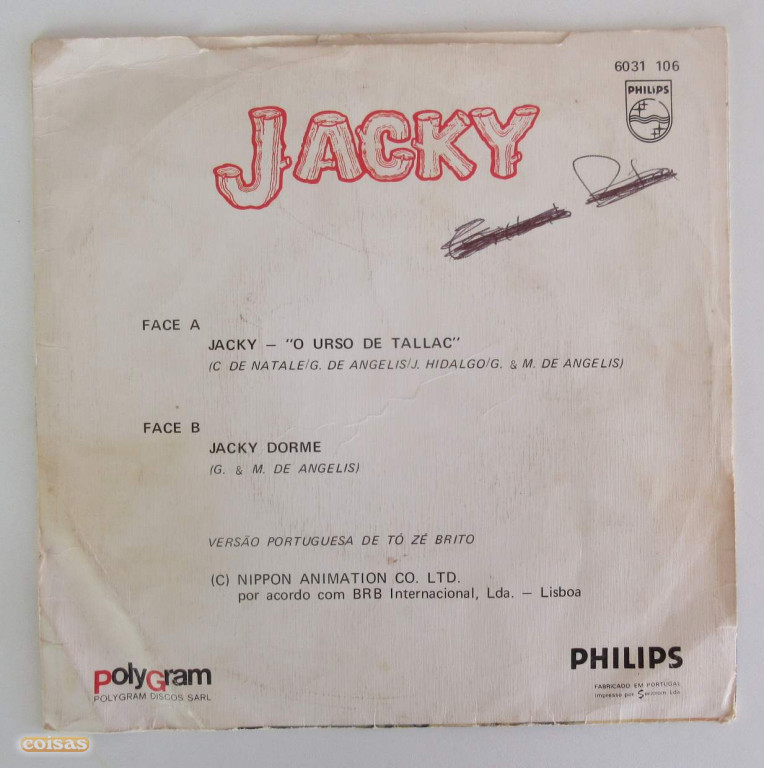 6031 106
PHILIPS
JACKY
FACE A
JACKY — "O URSO DE TALLAC"
(C DE NATALE/G. DE ANGELIS/J. HIDALGO/G. & M. DE ANGELIS)
FACE B
JACKY DORME
(G. & M. DE ANGELIS)
VERSÃO PORTUGUESA DE TÓ ZÉ BRITO
(C) NIPPON ANIMATION CO. LTD.
por acordo com BRB Internacional, Lda. — Lisboa
PolyGram
POLYGRAM DISCOS SARL
PHILIPS
FABRICADO EM PORTUGAL
Impresso por
coisas